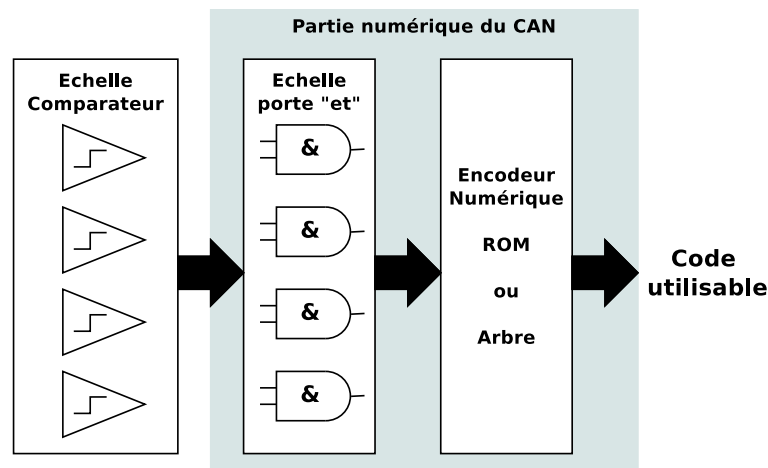 Partie numérique du CAN
Echelle
Comparateur
Echelle
porte "et"
&
&
&
&
Encodeur
Numérique
ROM
ou
Arbre
Code
utilisable